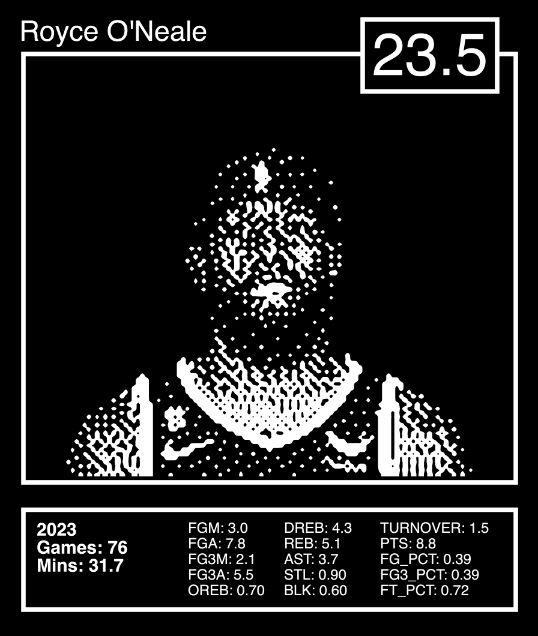 Royce O'Neale
23.5
2023
Games: 76
Mins: 31.7
FGM: 3.0
FGA: 7.8
FG3M: 2.1
FG3A: 5.5
OREB: 0.70
DREB: 4.3
REB: 5.1
AST: 3.7
STL: 0.90
BLK: 0.60
TURNOVER: 1.5
PTS: 8.8
FG_PCT: 0.39
FG3_PCT: 0.39
FT_PCT: 0.72